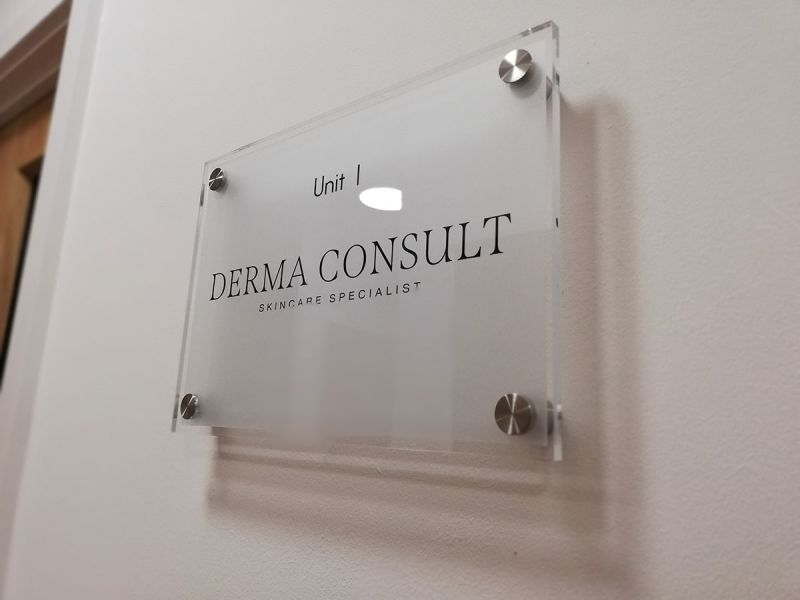 Unit 1
DERMA CONSULT
SKINCARE SPECIALIST